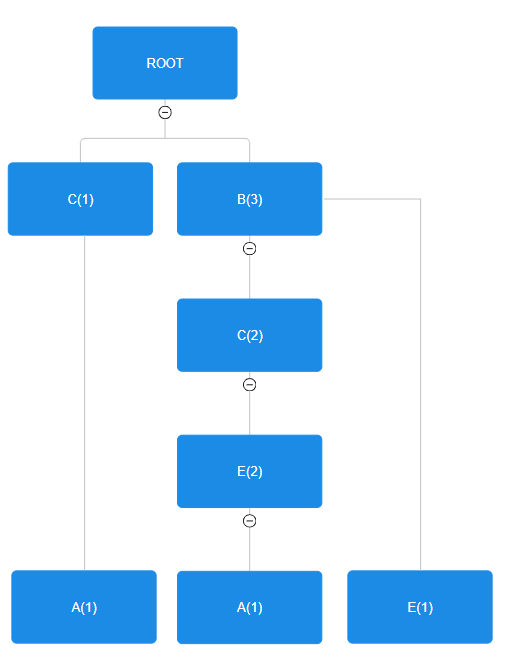 ROOT
C(1)
B(3)
C(2)
E(2)
A(1)
A(1)
E(1)